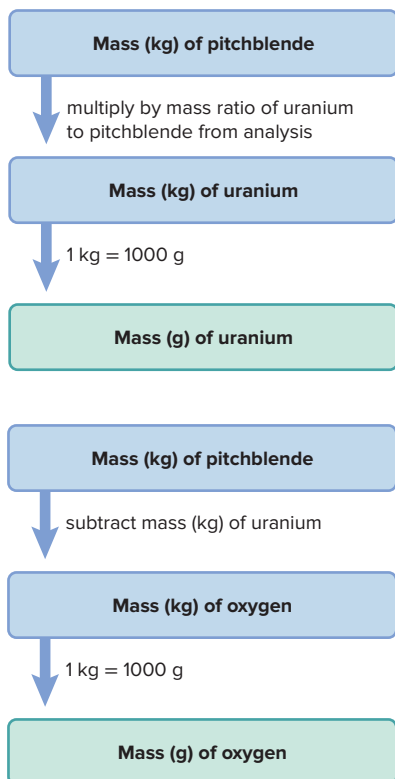 Mass (kg) of pitchblende
multiply by mass ratio of uranium
to pitchblende from analysis
Mass (kg) of uranium
1 kg = 1000 g
Mass (g) of uranium
Mass (kg) of pitchblende
subtract mass (kg) of uranium
Mass (kg) of oxygen
1 kg = 1000 g
Mass (g) of oxygen